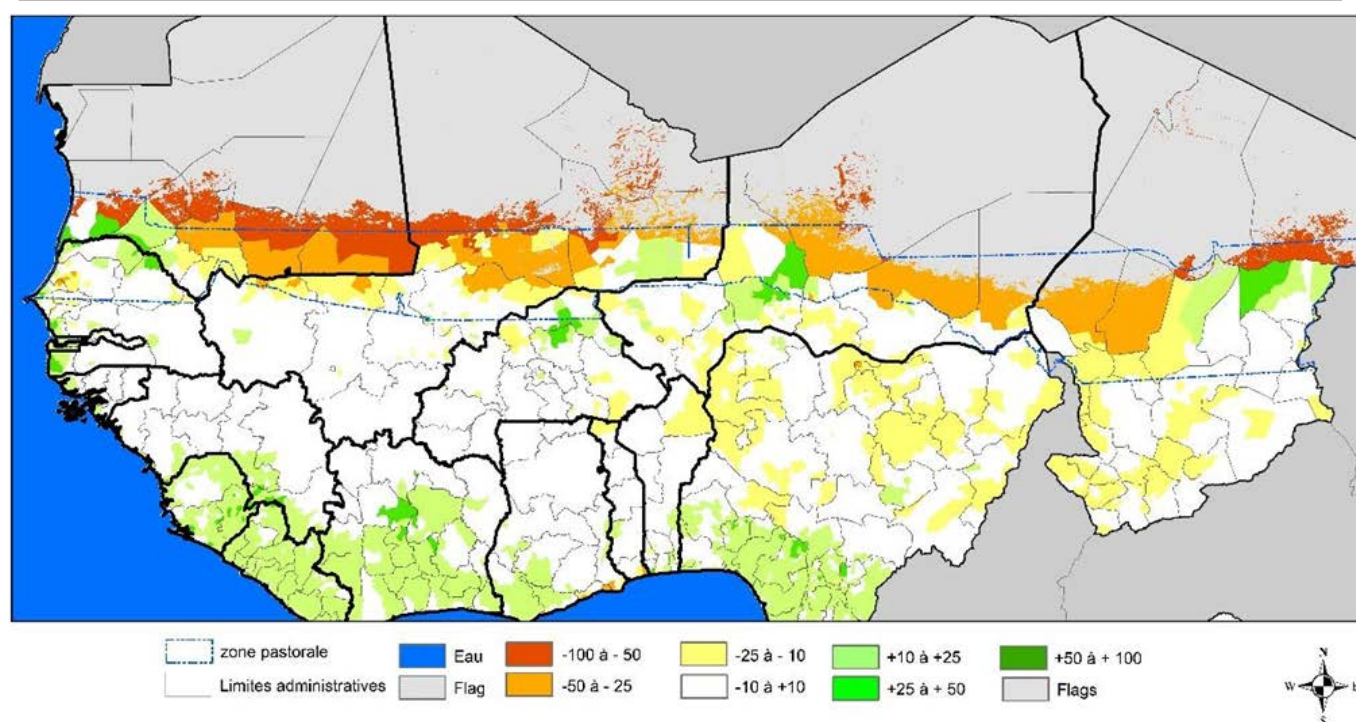 zone pastorale
Eau
-100 à - 50
-25 à - 10
+10 à +25
+50 à + 100
Limites administratives
Flag
-50 à - 25
-10 à +10
+25 à + 50
Flags
N
W
E
S